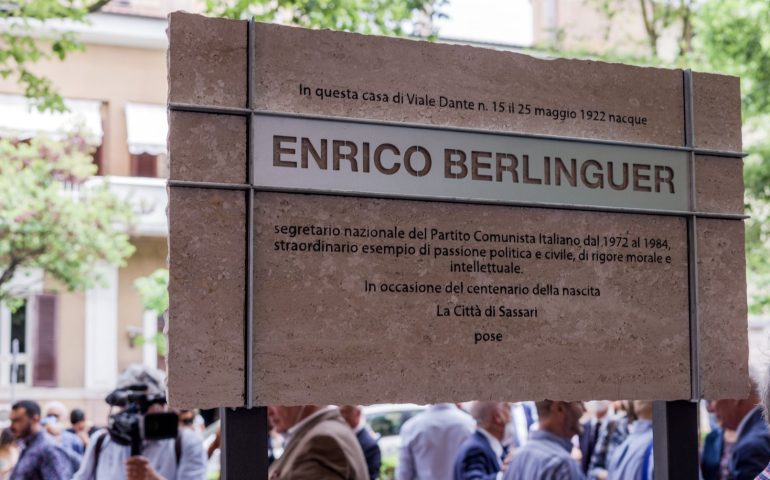 In questa casa di Viale Dante n. 15 il 25 maggio 1922 nacque
ENRICO BERLINGUER
segretario nazionale del Partito Comunista Italiano dal 1972 al 1984,
straordinario esempio di passione politica e civile, di rigore morale e
intellettuale.
In occasione del centenario della nascita
La Città di Sassari
pose